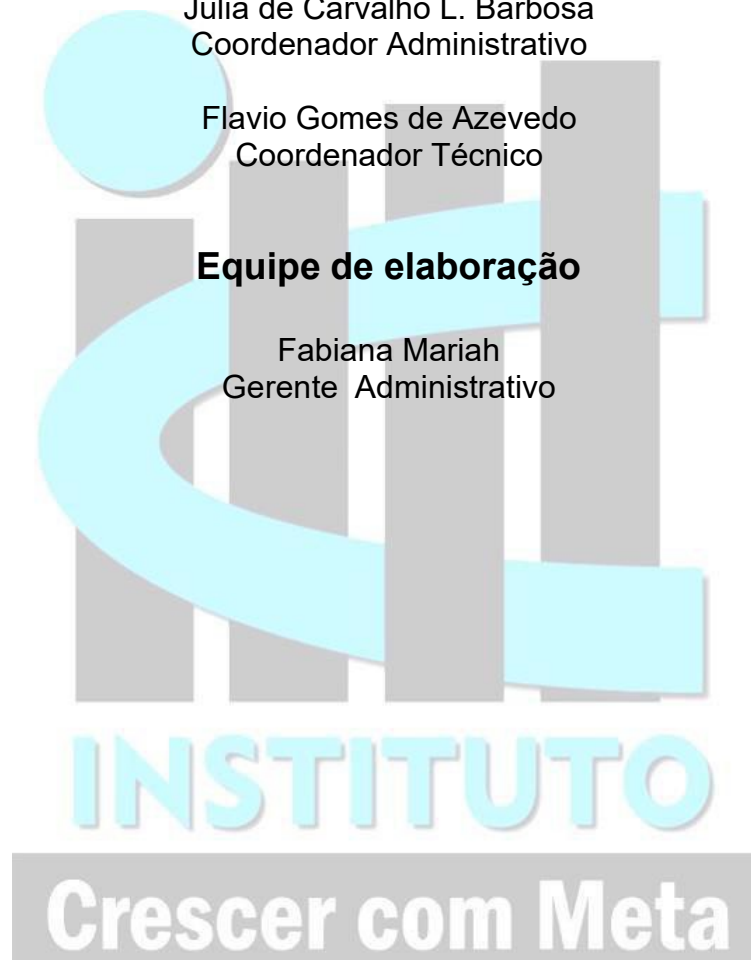 Julia de Carvalho L. Barbosa
Coordenador Administrativo
Flavio Gomes de Azevedo
Coordenador Técnico
Equipe de elaboração
Fabiana Mariah
Gerente Administrativo
INSTITUTO
Crescer com Meta